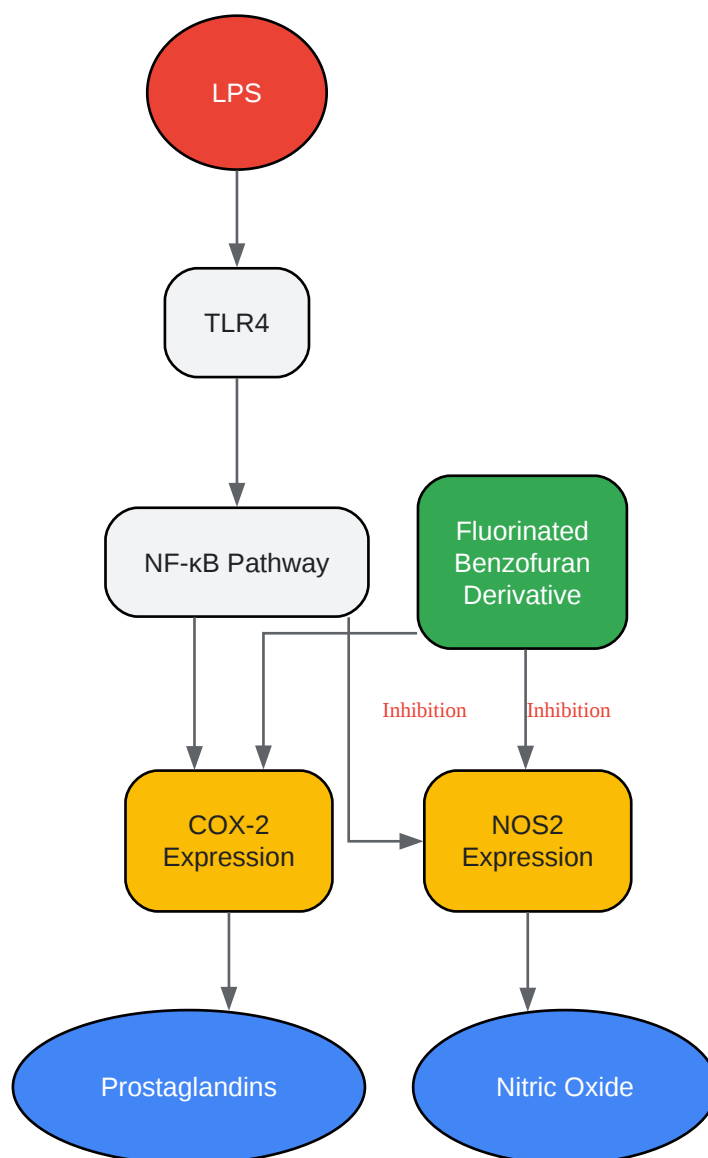 LPS
TLR4
NF-κB Pathway
Fluorinated
Benzofuran
Derivative
Inhibition
Inhibition
COX-2
Expression
NOS2
Expression
Prostaglandins
Nitric Oxide